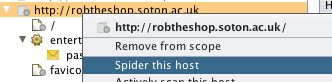 http://robtheshop.soton.ac.uk
/
http://robtheshop.soton.ac.uk/
Remove from scope
entert
Spider this host
pas
favico
Actively scan this host
H